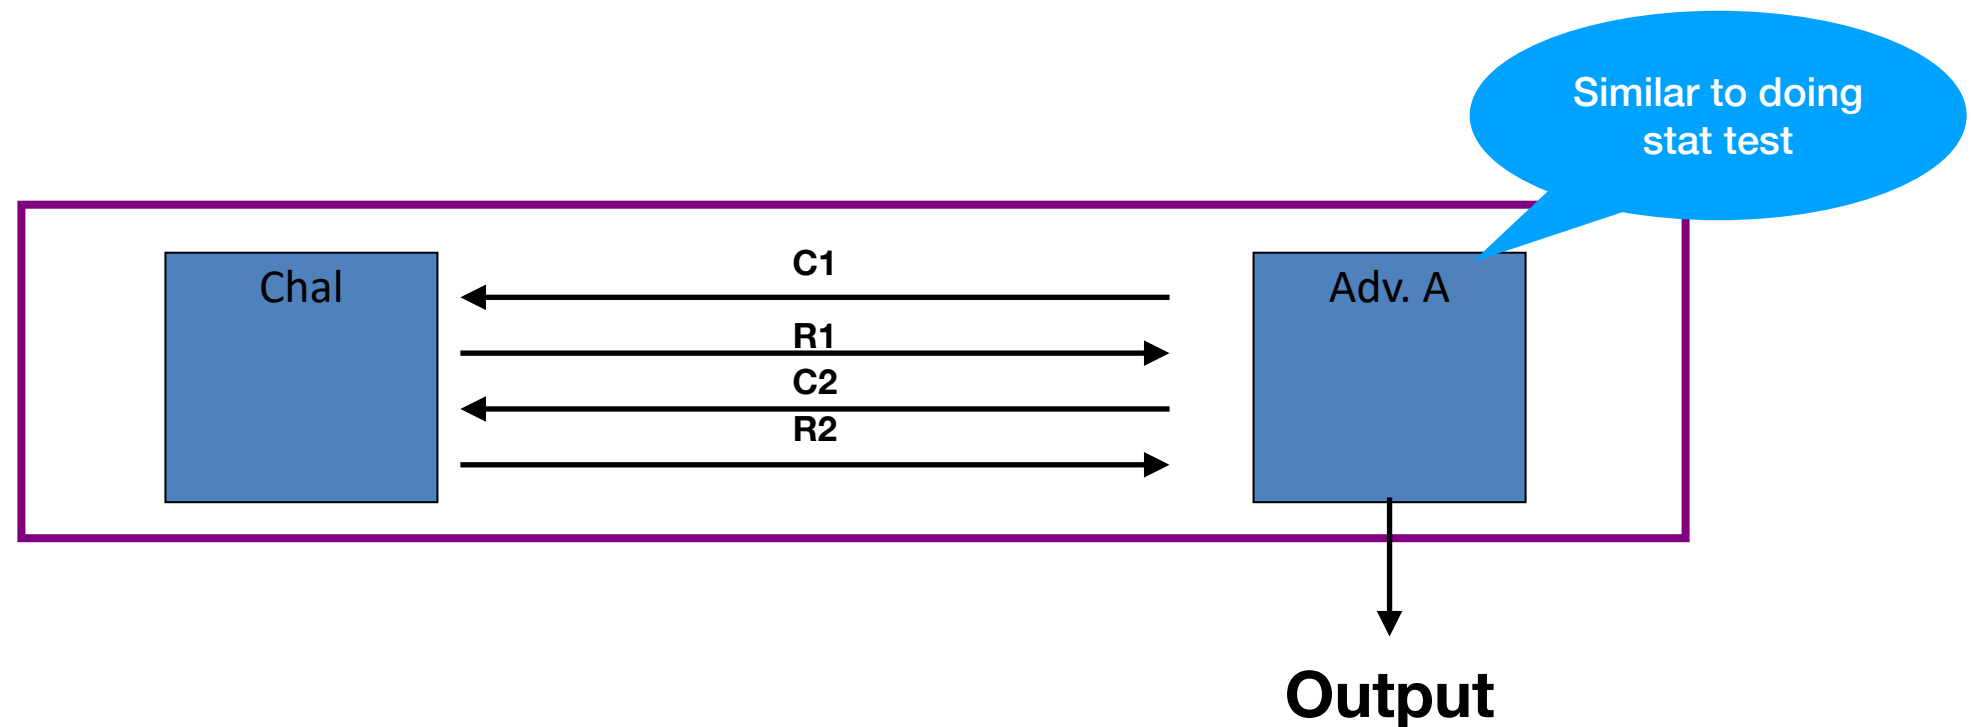 Similar to doing
stat test
Chal
C1
Adv. A
R1
C2
R2
Output